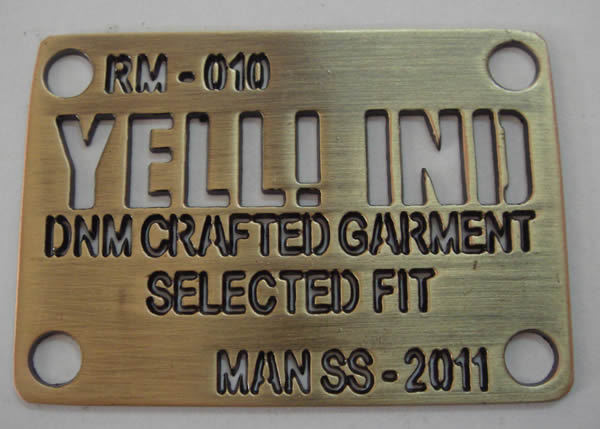 RM - 010
YELL! IND
DNM CRAFTED GARMENT
SELECTED FIT
MAN SS - 2011